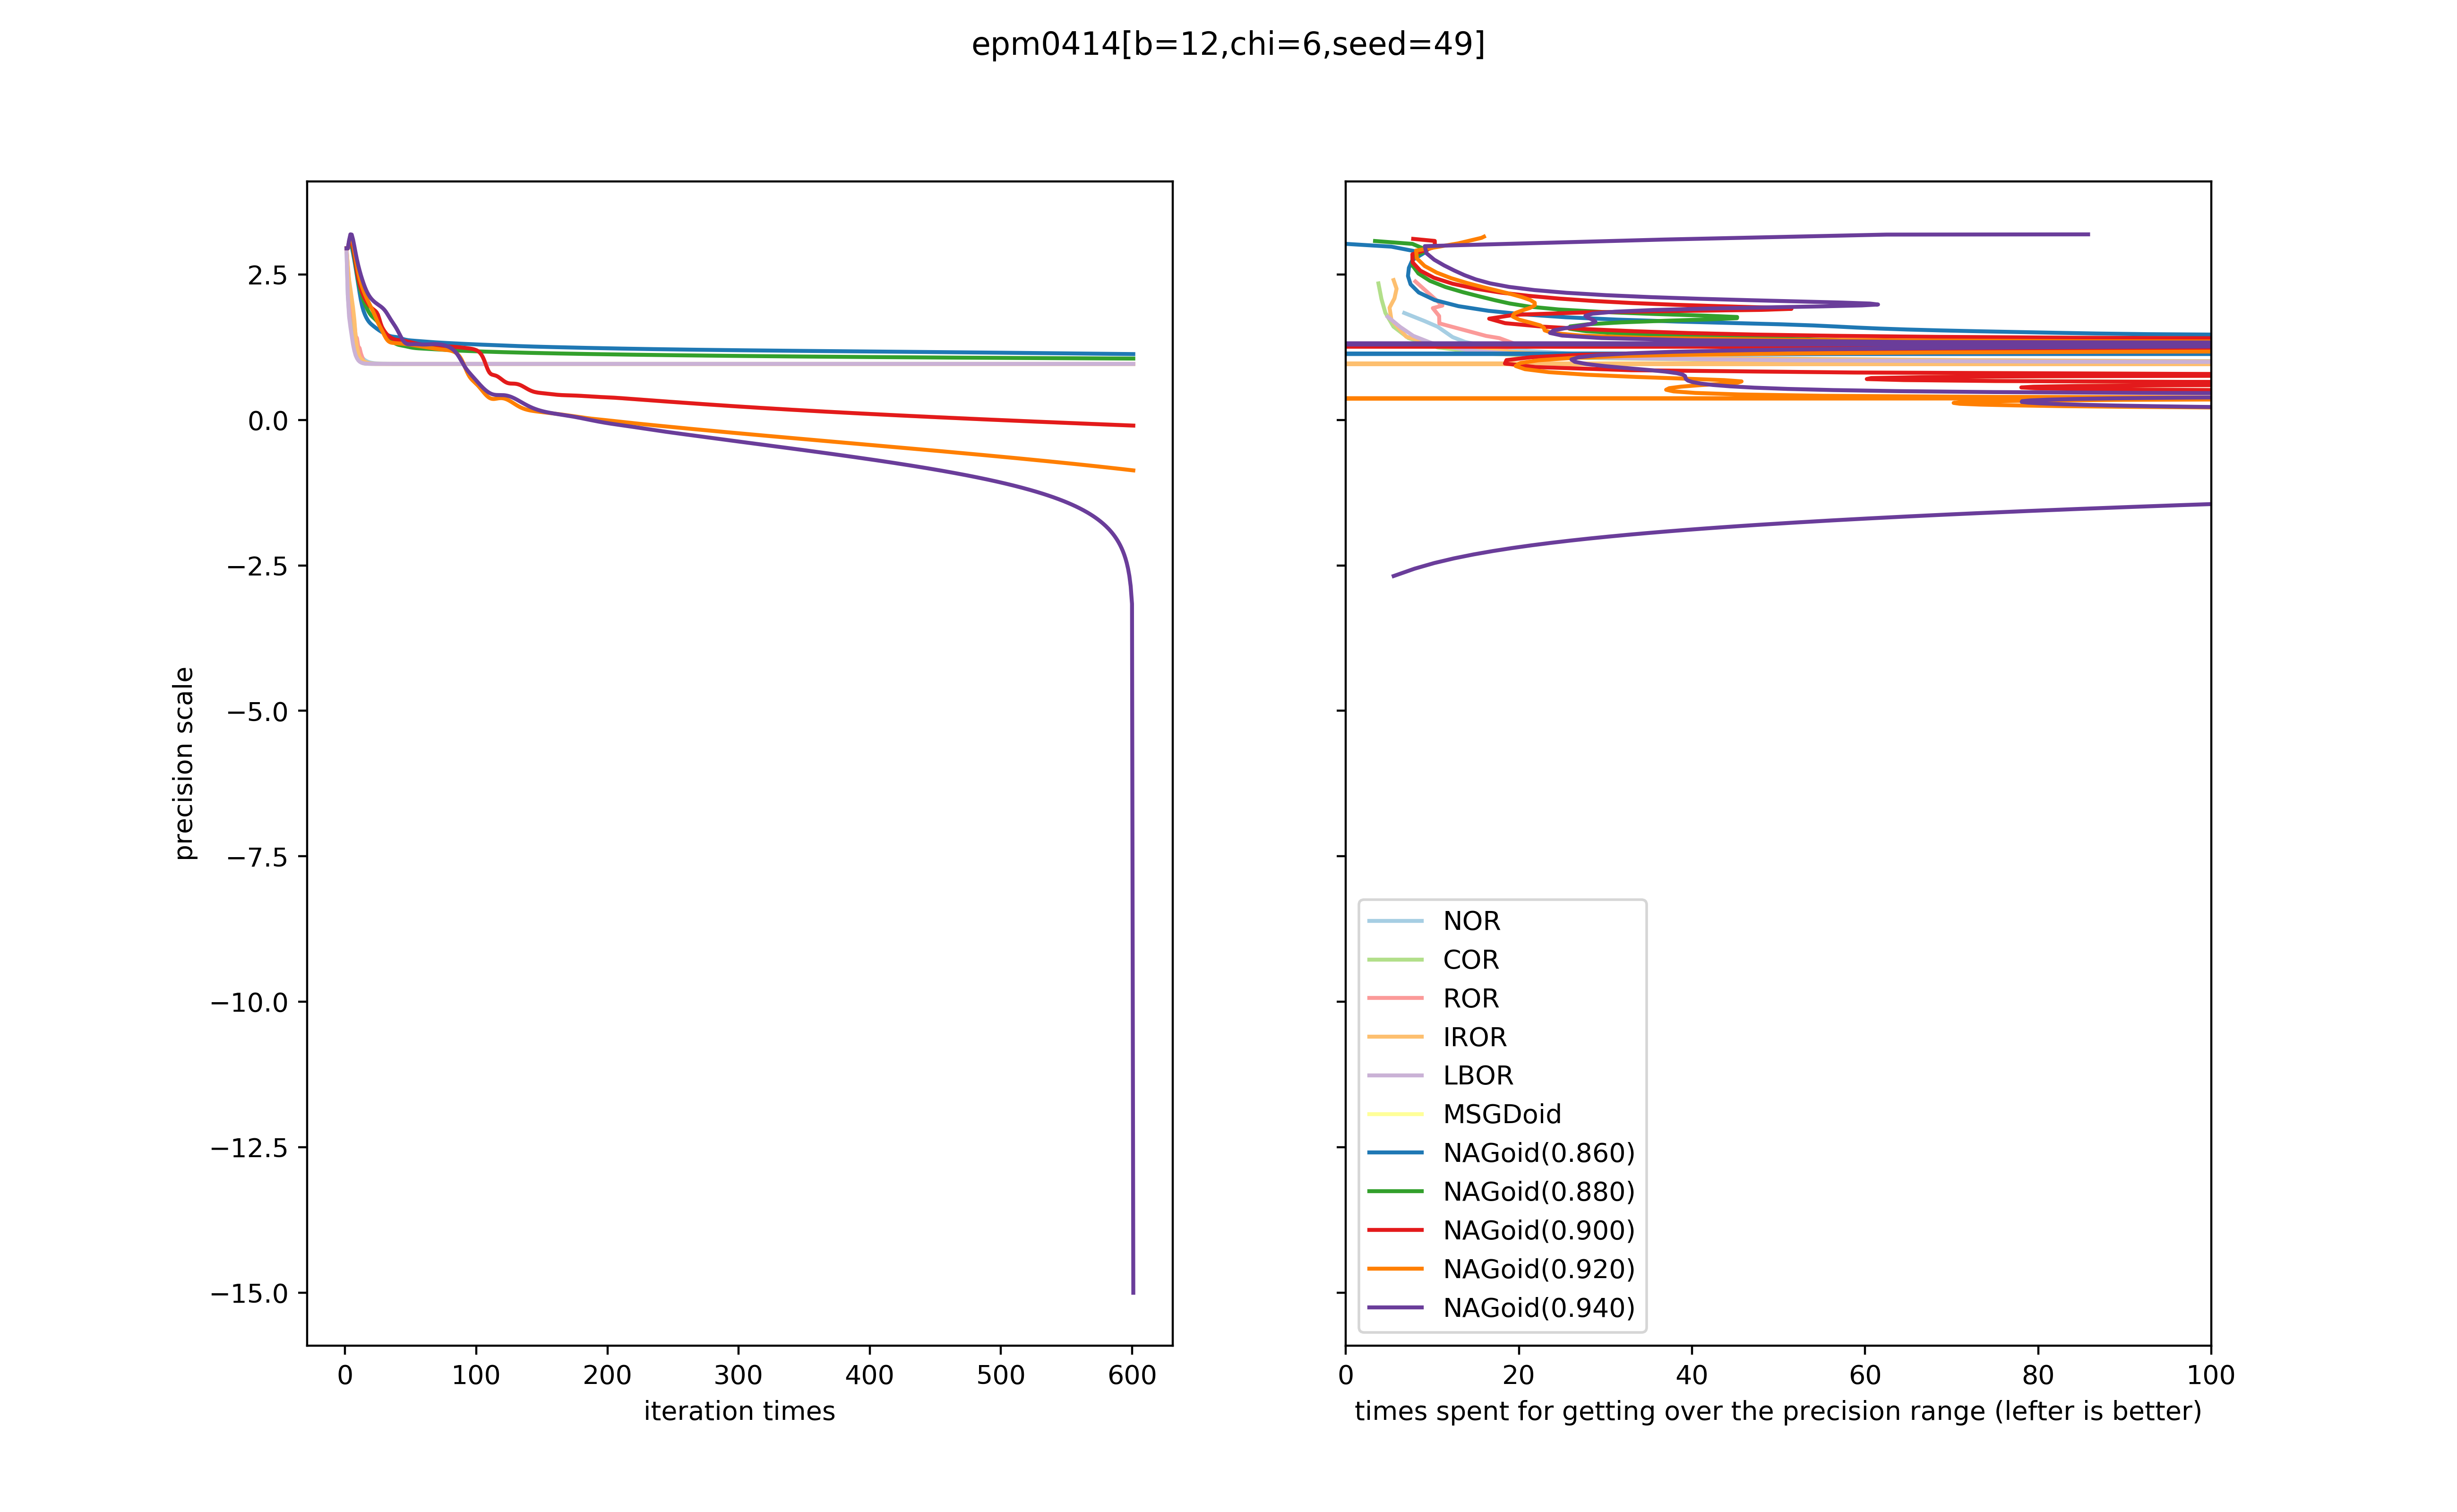 epm0414[b=12,chi=6,seed=49]
precision scale
2.5
0.0
−2.5
−5.0
−7.5
−10.0
−12.5
−15.0
0 100 200 300 400 500 600
iteration times
NOR
COR
ROR
IROR
LBOR
MSGDoid
NAGoid(0.860)
NAGoid(0.880)
NAGoid(0.900)
NAGoid(0.920)
NAGoid(0.940)
0 20 40 60 80 100
times spent for getting over the precision range (lefter is better)